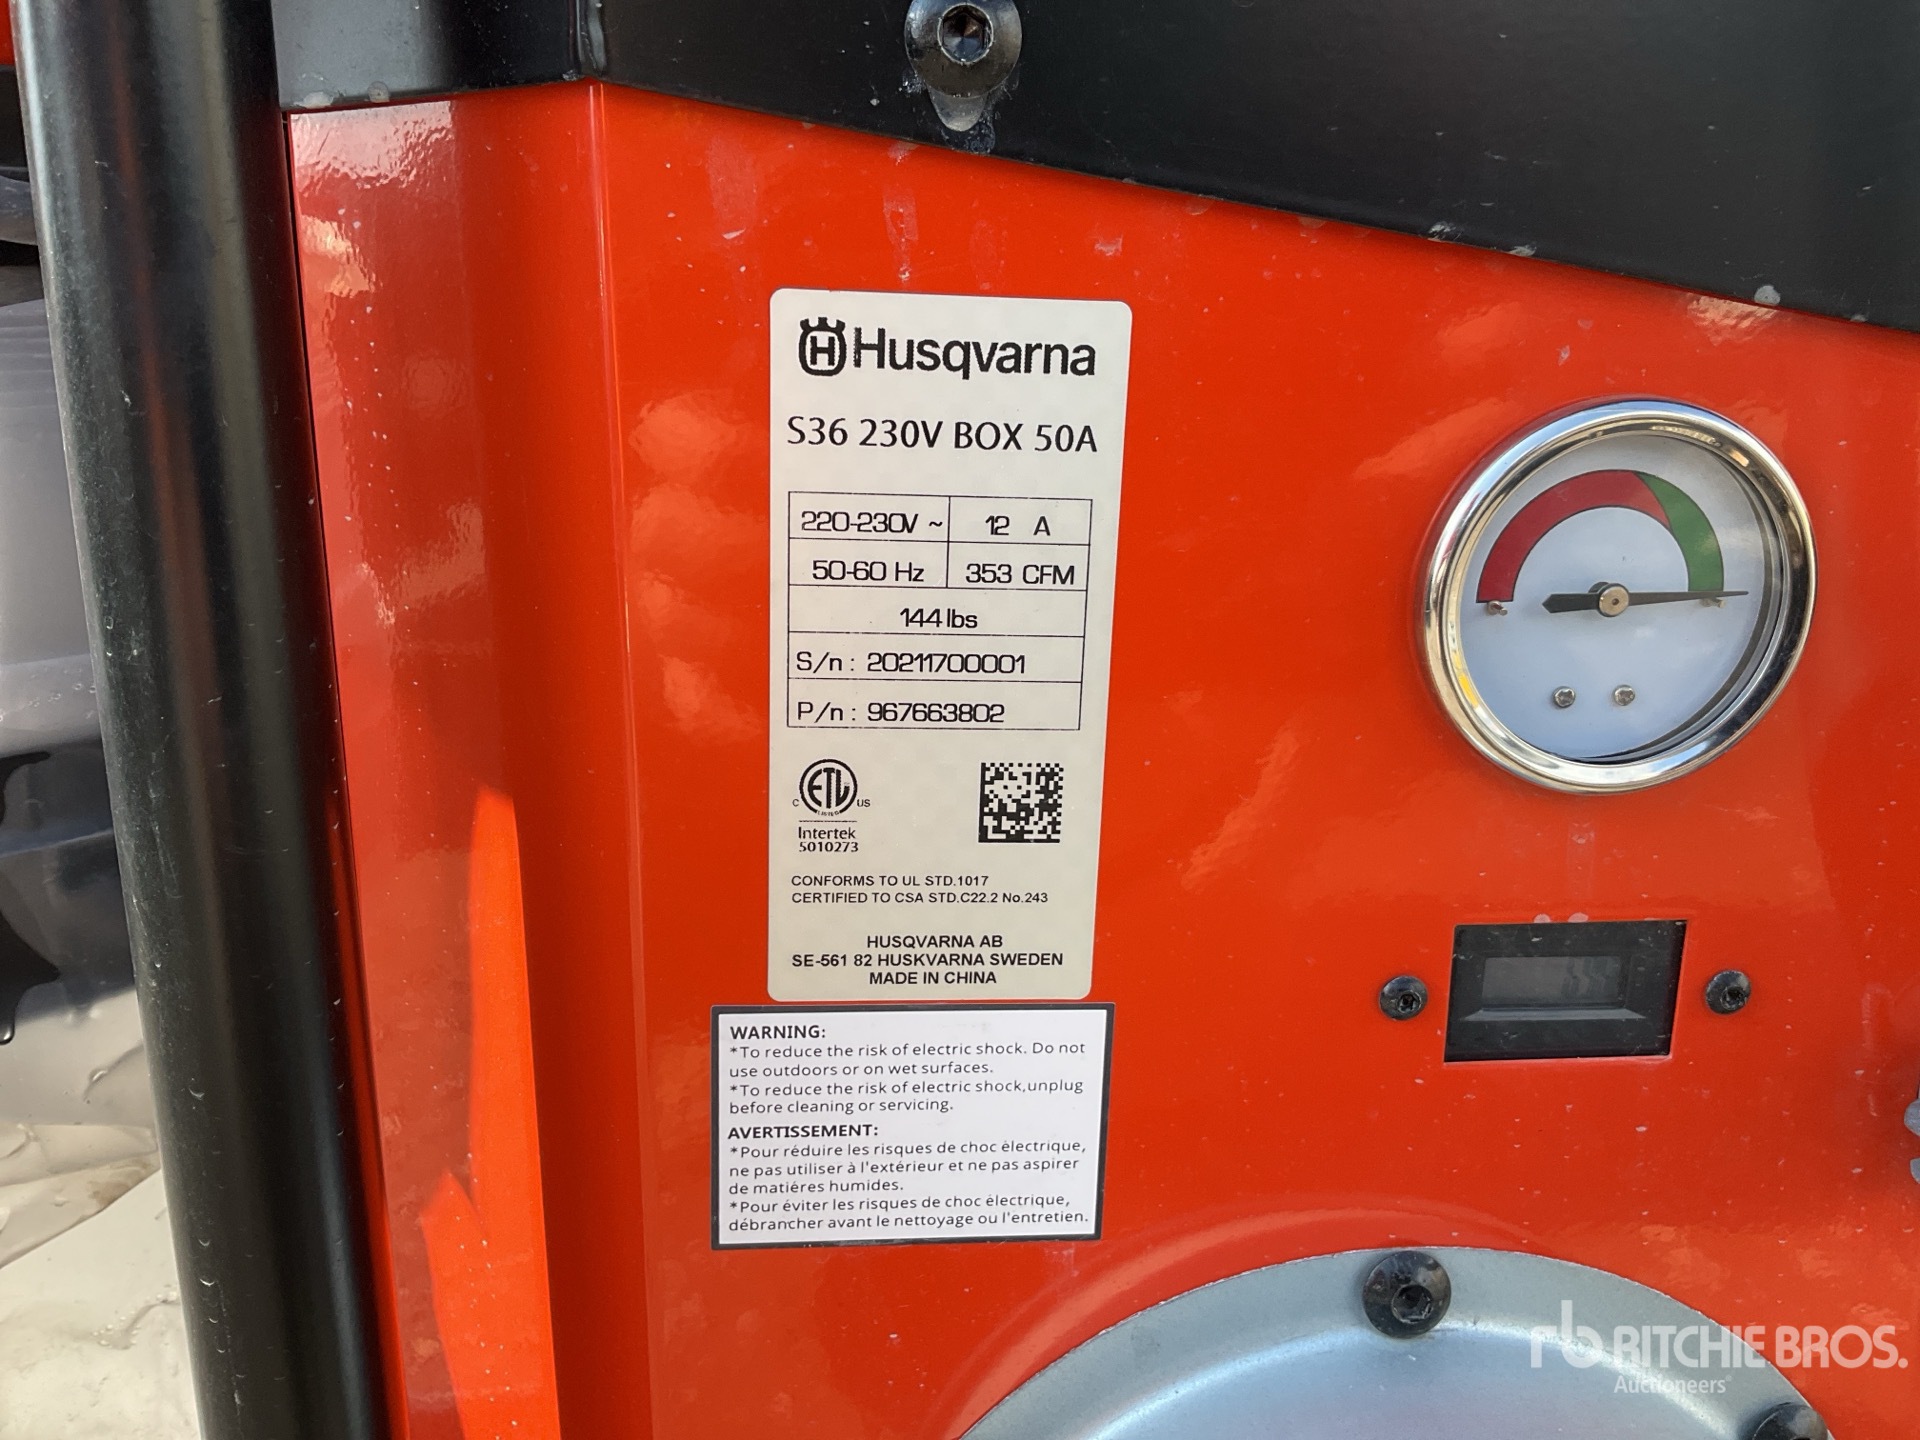 Husqvarna
S36 230V BOX 50A
220-230V ~ 12 A
50-60 Hz 353 CFM
144 lbs
S/n : 20211700001
P/n : 967663802
ETL
C US
LISTED
Intertek
5010273
CONFORMS TO UL STD.1017
CERTIFIED TO CSA STD.C22.2 No.243
HUSQVARNA AB
SE-561 82 HUSKVARNA SWEDEN
MADE IN CHINA
WARNING:
*To reduce the risk of electric shock. Do not
use outdoors or on wet surfaces.
*To reduce the risk of electric shock,unplug
before cleaning or servicing.
AVERTISSEMENT:
*Pour réduire les risques de choc électrique,
ne pas utiliser à l'extérieur et ne pas aspirer
de matiéres humides.
*Pour éviter les risques de choc électrique,
débrancher avant le nettoyage ou l'entretien.
rb RITCHIE BROS.
Auctioneers